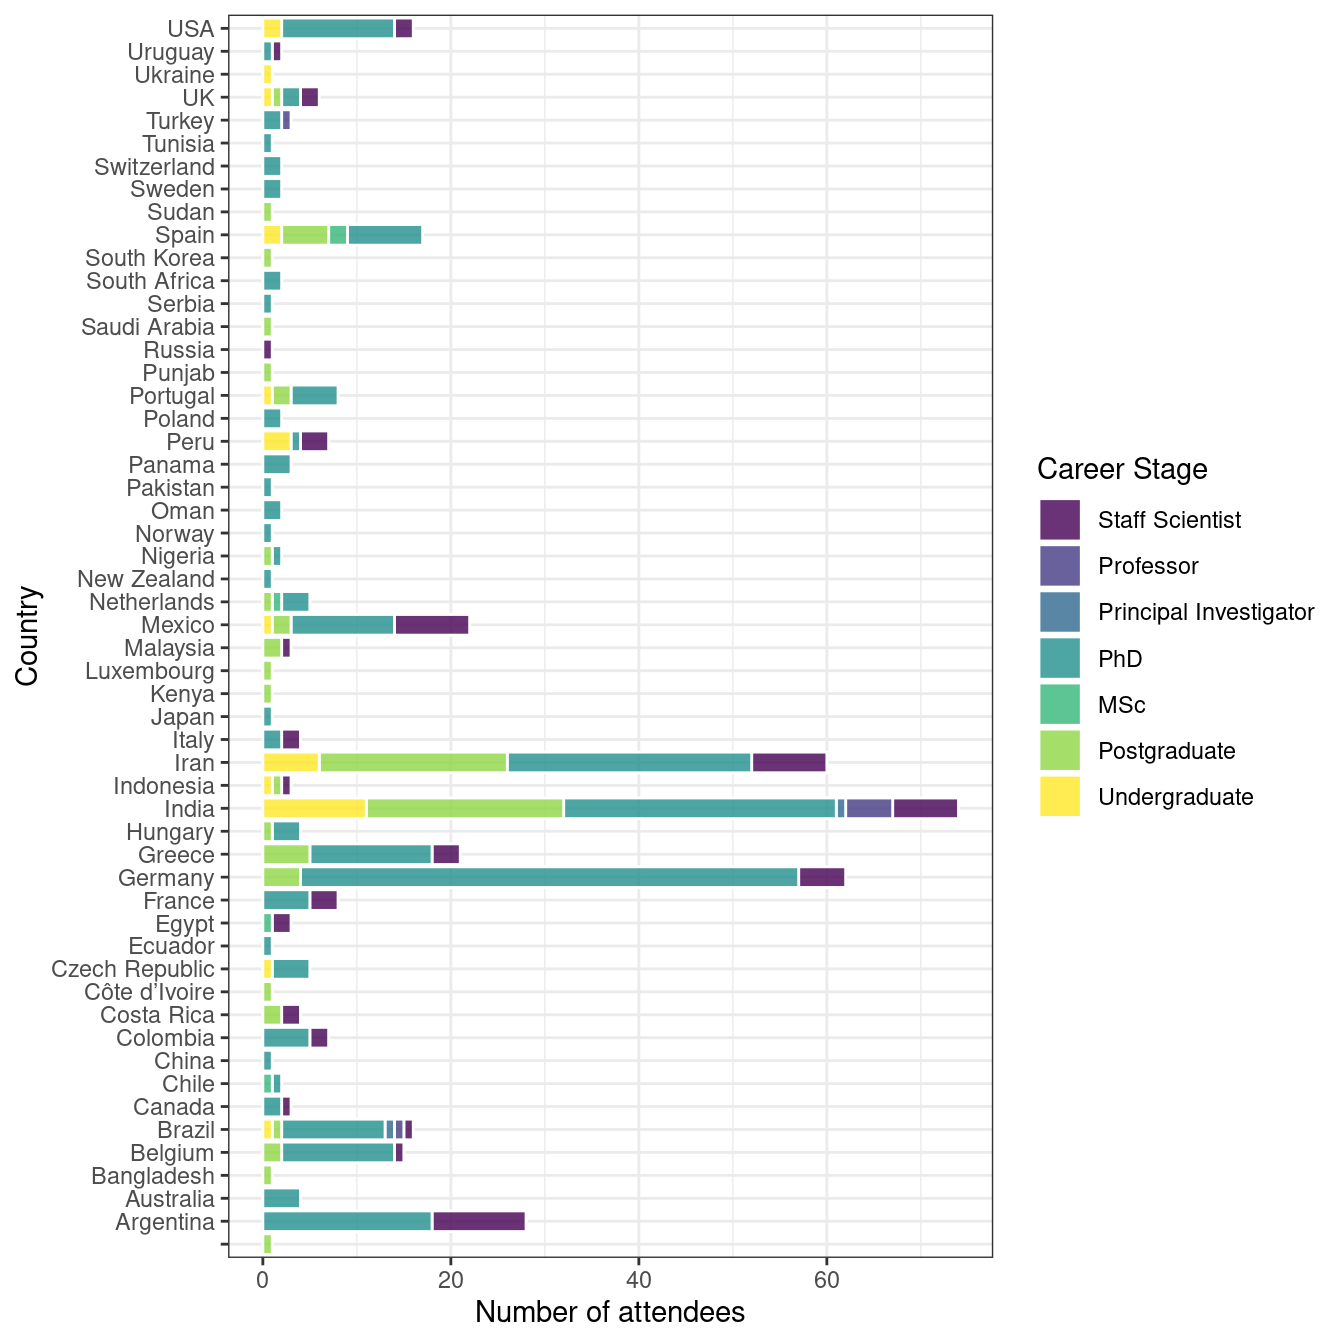 USA
Uruguay
Ukraine
UK
Turkey
Tunisia
Switzerland
Sweden
Sudan
Spain
South Korea
South Africa
Serbia
Saudi Arabia
Russia
Punjab
Portugal
Poland
Peru
Panama
Pakistan
Oman
Norway
Nigeria
New Zealand
Netherlands
Mexico
Malaysia
Luxembourg
Kenya
Japan
Italy
Iran
Indonesia
India
Hungary
Greece
Germany
France
Egypt
Ecuador
Czech Republic
Côte d’Ivoire
Costa Rica
Colombia
China
Chile
Canada
Brazil
Belgium
Bangladesh
Australia
Argentina
Country
0 20 40 60
Number of attendees
Career Stage
Staff Scientist
Professor
Principal Investigator
PhD
MSc
Postgraduate
Undergraduate